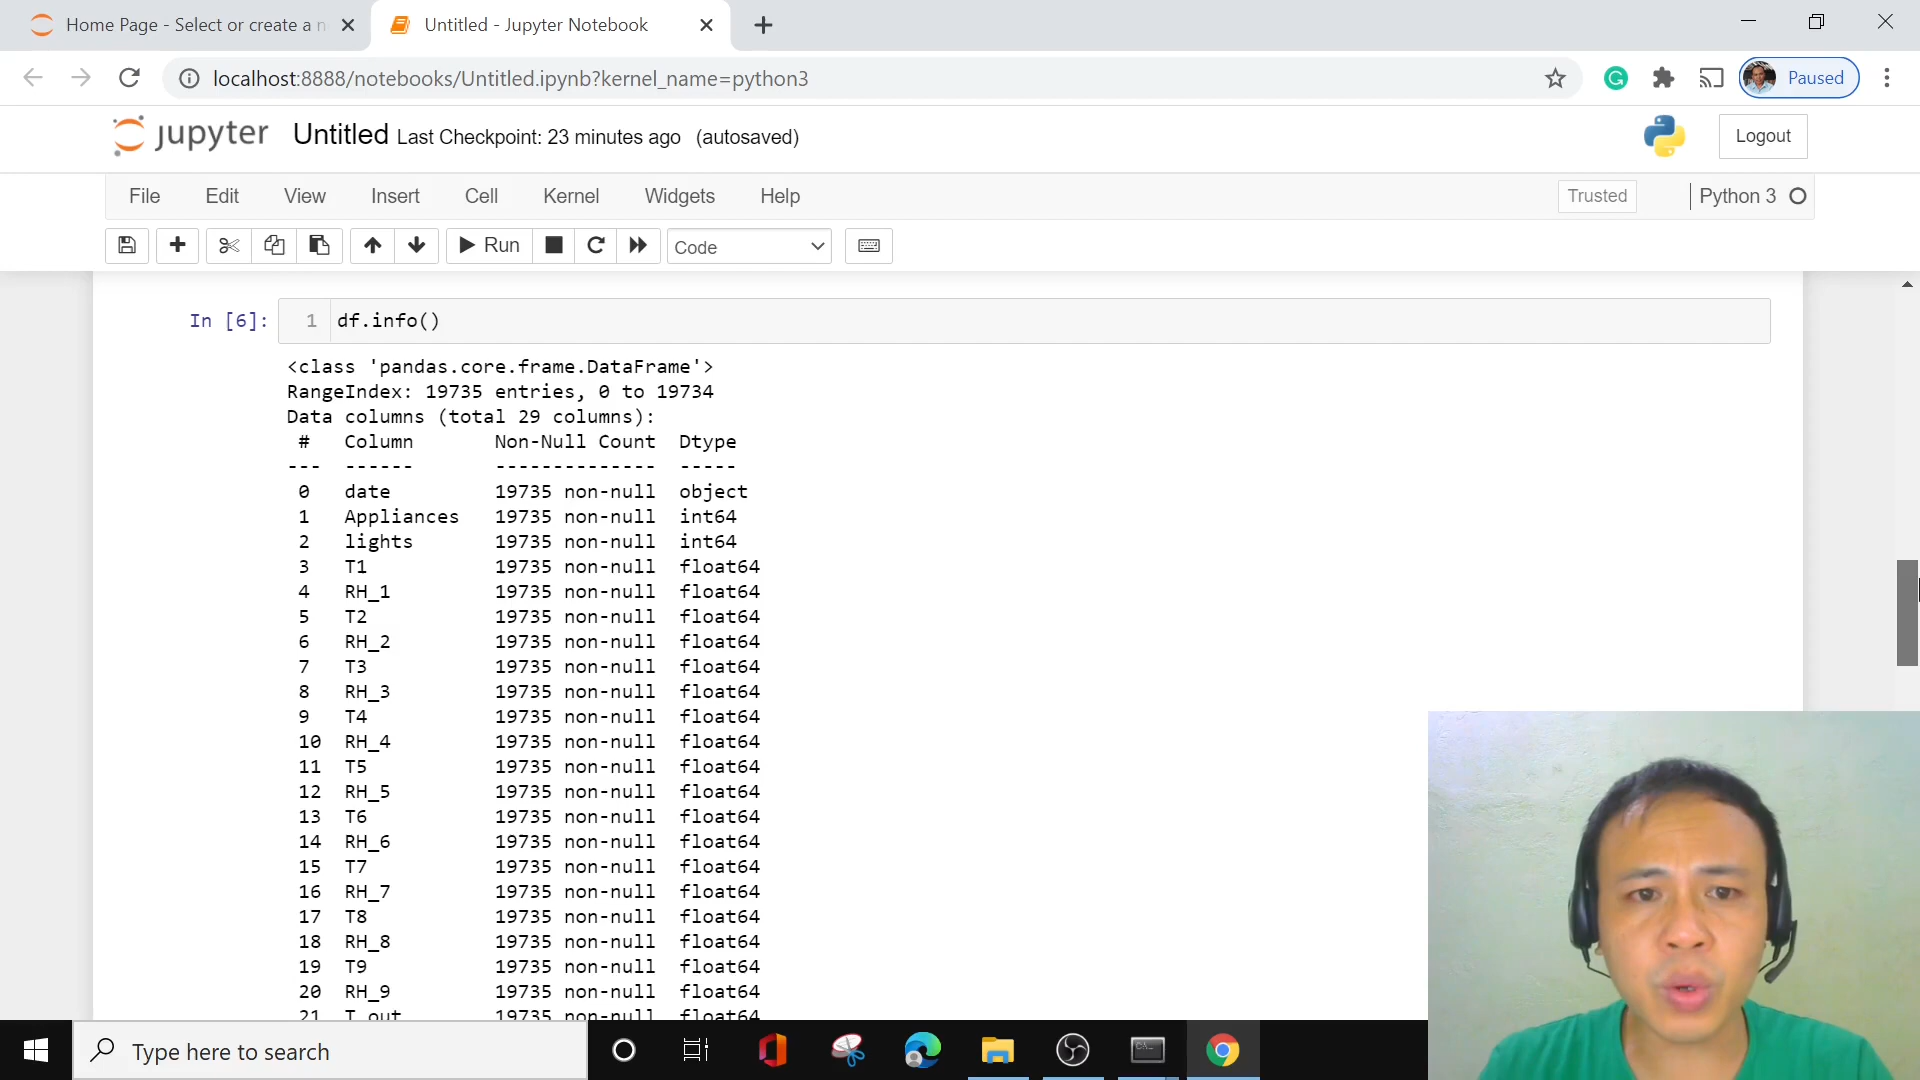 Home Page - Select or create a n
Untitled - Jupyter Notebook
localhost:8888/notebooks/Untitled.ipynb?kernel_name=python3
Paused
jupyter Untitled Last Checkpoint: 23 minutes ago (autosaved)
Logout
File Edit View Insert Cell Kernel Widgets Help Trusted Python 3
Run Code
In [6]: 1 df.info()
<class 'pandas.core.frame.DataFrame'>
RangeIndex: 19735 entries, 0 to 19734
Data columns (total 29 columns):
# Column Non-Null Count Dtype
--- ------ -------------- -----
0 date 19735 non-null object
1 Appliances 19735 non-null int64
2 lights 19735 non-null int64
3 T1 19735 non-null float64
4 RH_1 19735 non-null float64
5 T2 19735 non-null float64
6 RH_2 19735 non-null float64
7 T3 19735 non-null float64
8 RH_3 19735 non-null float64
9 T4 19735 non-null float64
10 RH_4 19735 non-null float64
11 T5 19735 non-null float64
12 RH_5 19735 non-null float64
13 T6 19735 non-null float64
14 RH_6 19735 non-null float64
15 T7 19735 non-null float64
16 RH_7 19735 non-null float64
17 T8 19735 non-null float64
18 RH_8 19735 non-null float64
19 T9 19735 non-null float64
20 RH_9 19735 non-null float64
21 T_out 19735 non-null float64
Type here to search